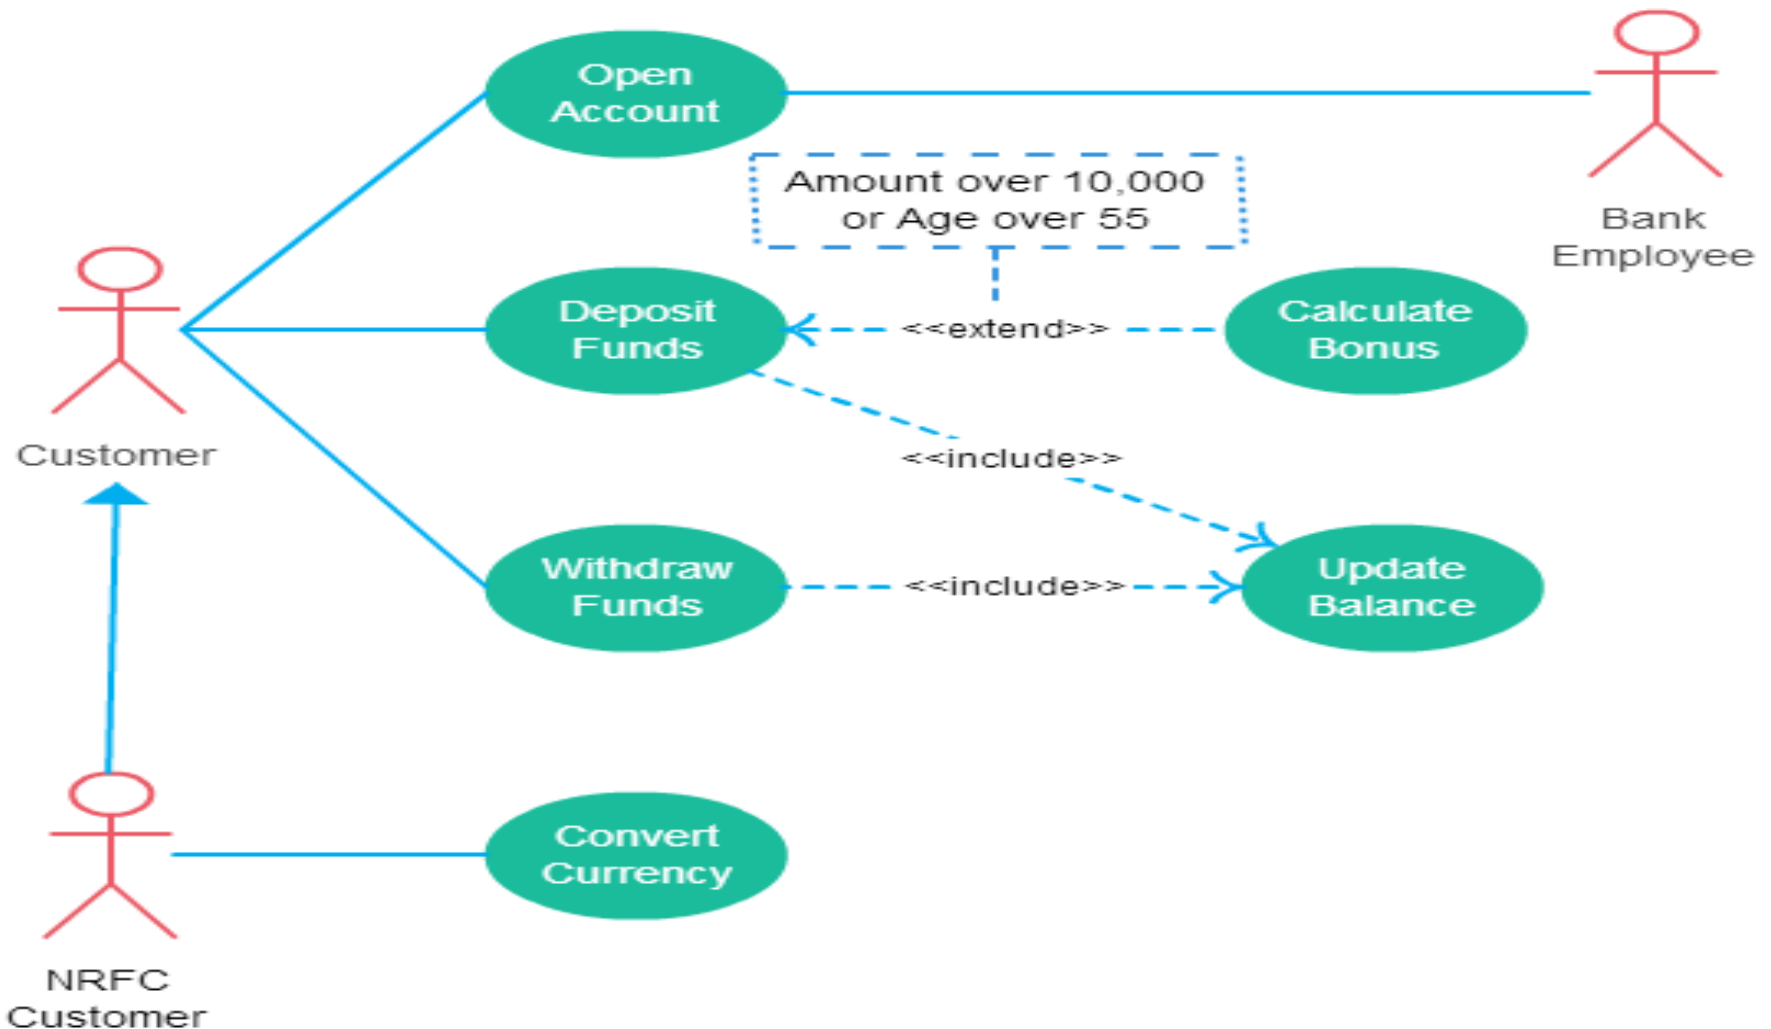 Open
Account
Amount over 10,000
or Age over 55
Bank
Employee
Deposit
Funds
<<extend>>
Calculate
Bonus
Customer
<<include>>
Withdraw
Funds
<<include>>
Update
Balance
Convert
Currency
NRFC
Customer